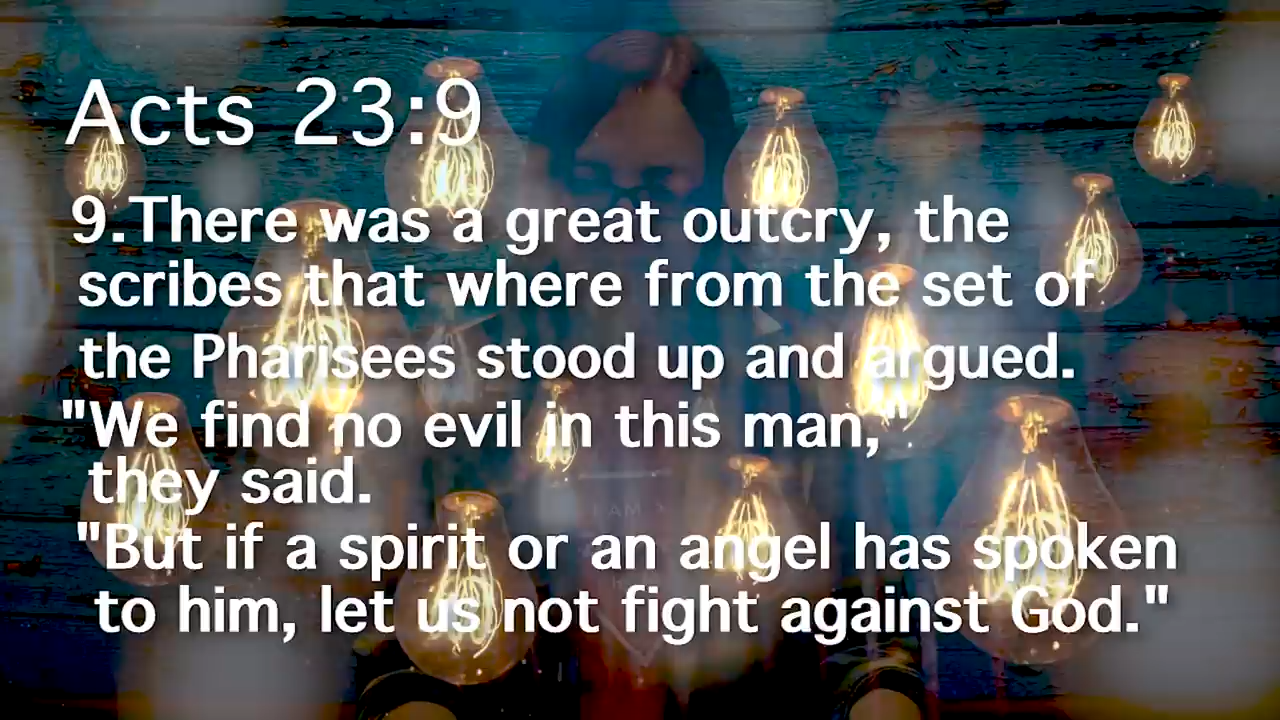 Acts 23:9
9.There was a great outcry, the
scribes that where from the set of
the Pharisees stood up and argued.
"We find no evil in this man,"
they said.
"But if a spirit or an angel has spoken
to him, let us not fight against God."
I AM